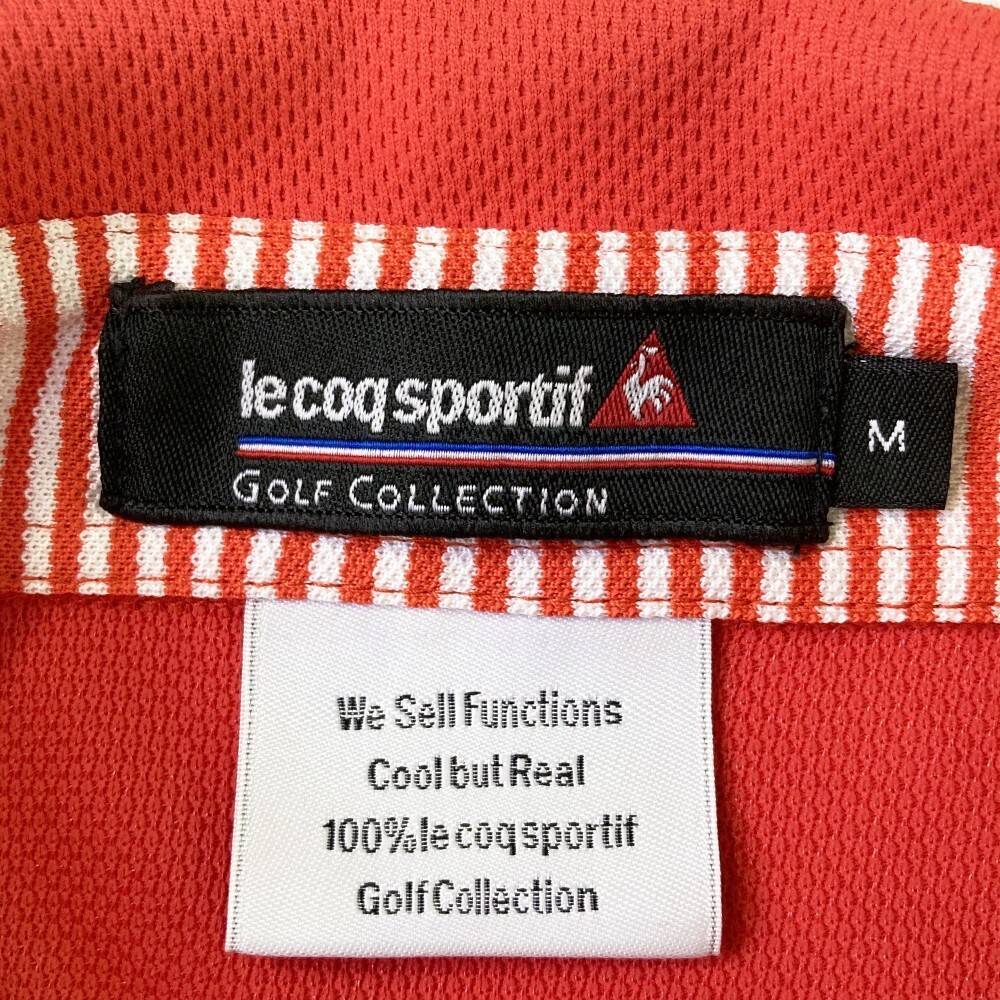 le coq sportif
GOLF COLLECTION
M
We Sell Functions
Cool but Real
100% le coq sportif
Golf Collection